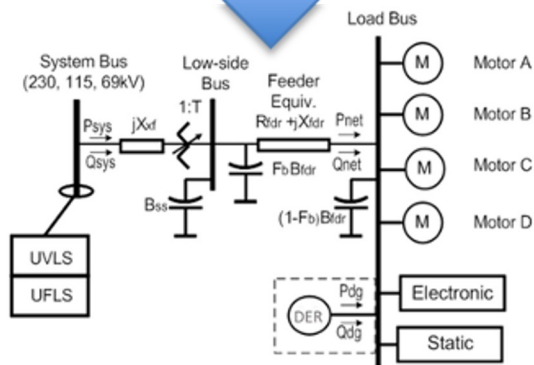 Load Bus
System Bus
(230, 115, 69kV)
Low-side
Bus
Feeder
Equiv.
Rfdr +jXfdr
1:T
Psys
jXxf
Qsys
Pnet
Qnet
FbBfdr
Bss
(1-Fb)Bfdr
M
Motor A
M
Motor B
M
Motor C
M
Motor D
UVLS
UFLS
DER
Pdg
Qdg
Electronic
Static